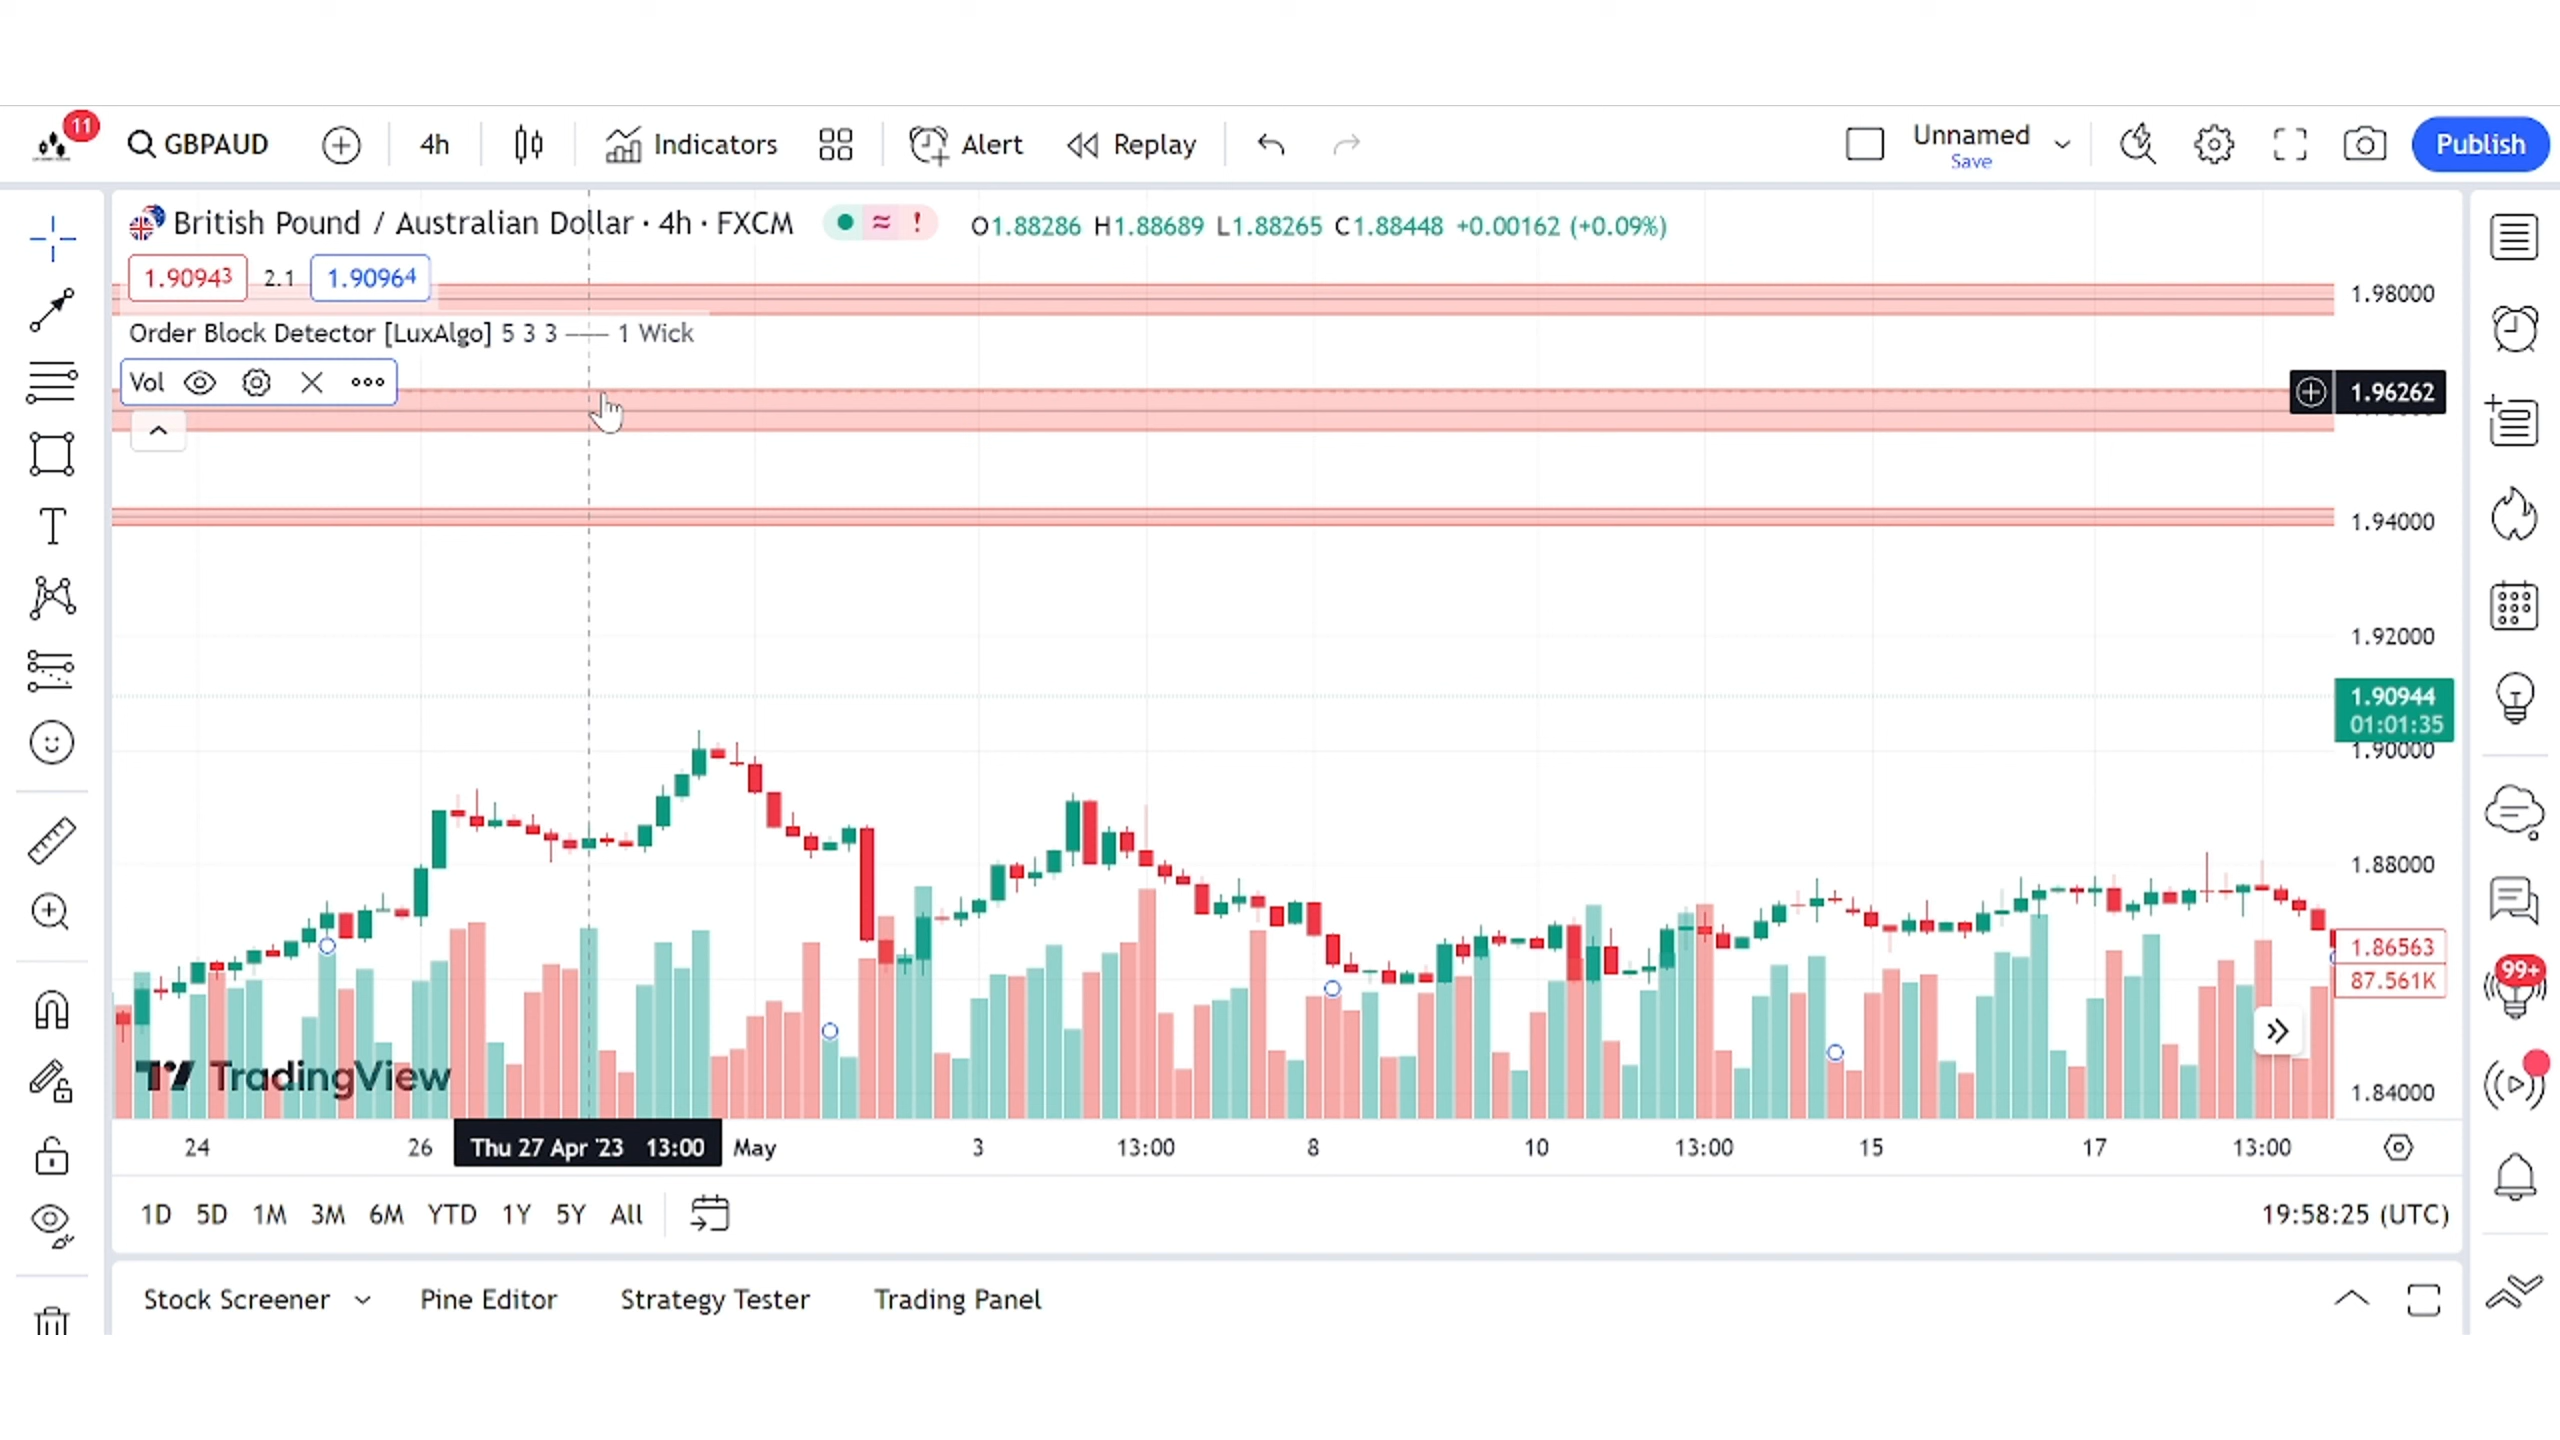 11 GBPAUD 4h Indicators Alert Replay Unnamed Publish
Save
British Pound / Australian Dollar · 4h · FXCM ≈ ! O1.88286 H1.88689 L1.88265 C1.88448 +0.00162 (+0.09%)
1.90943 2.1 1.90964
1.98000
Order Block Detector [LuxAlgo] 5 3 3 —— 1 Wick
Vol
1.96262
1.94000
1.92000
1.90944
01:01:35
1.90000
1.88000
1.86563
99+
87.561K
TradingView
1.84000
24 26 Thu 27 Apr '23 13:00 May 3 13:00 8 10 13:00 15 17 13:00
1D 5D 1M 3M 6M YTD 1Y 5Y All 19:58:25 (UTC)
Stock Screener Pine Editor Strategy Tester Trading Panel